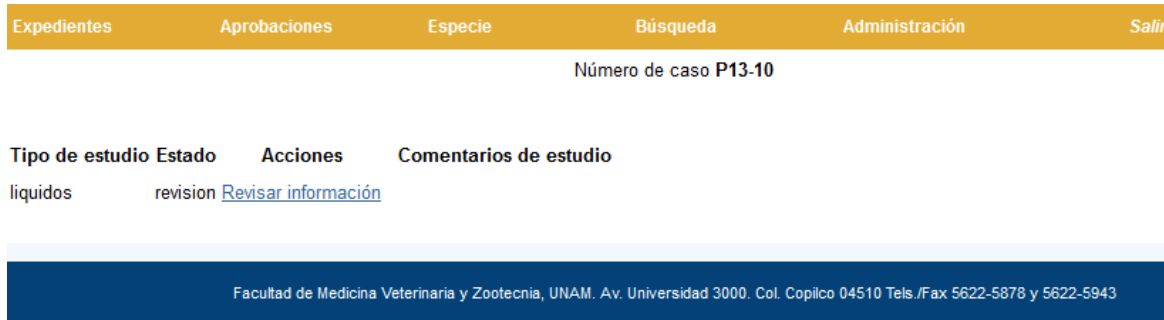 Expedientes Aprobaciones Especie Búsqueda Administración Salir
Número de caso P13-10
Tipo de estudio Estado Acciones Comentarios de estudio
liquidos revision Revisar información
Facultad de Medicina Veterinaria y Zootecnia, UNAM. Av. Universidad 3000. Col. Copilco 04510 Tels./Fax 5622-5878 y 5622-5943